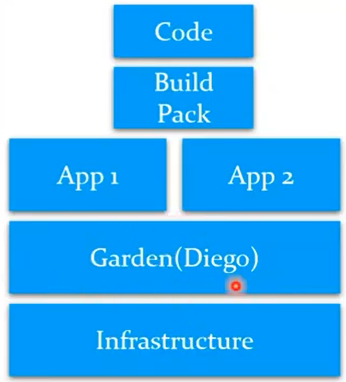 Code
Build
Pack
App 1
App 2
Garden(Diego)
Infrastructure